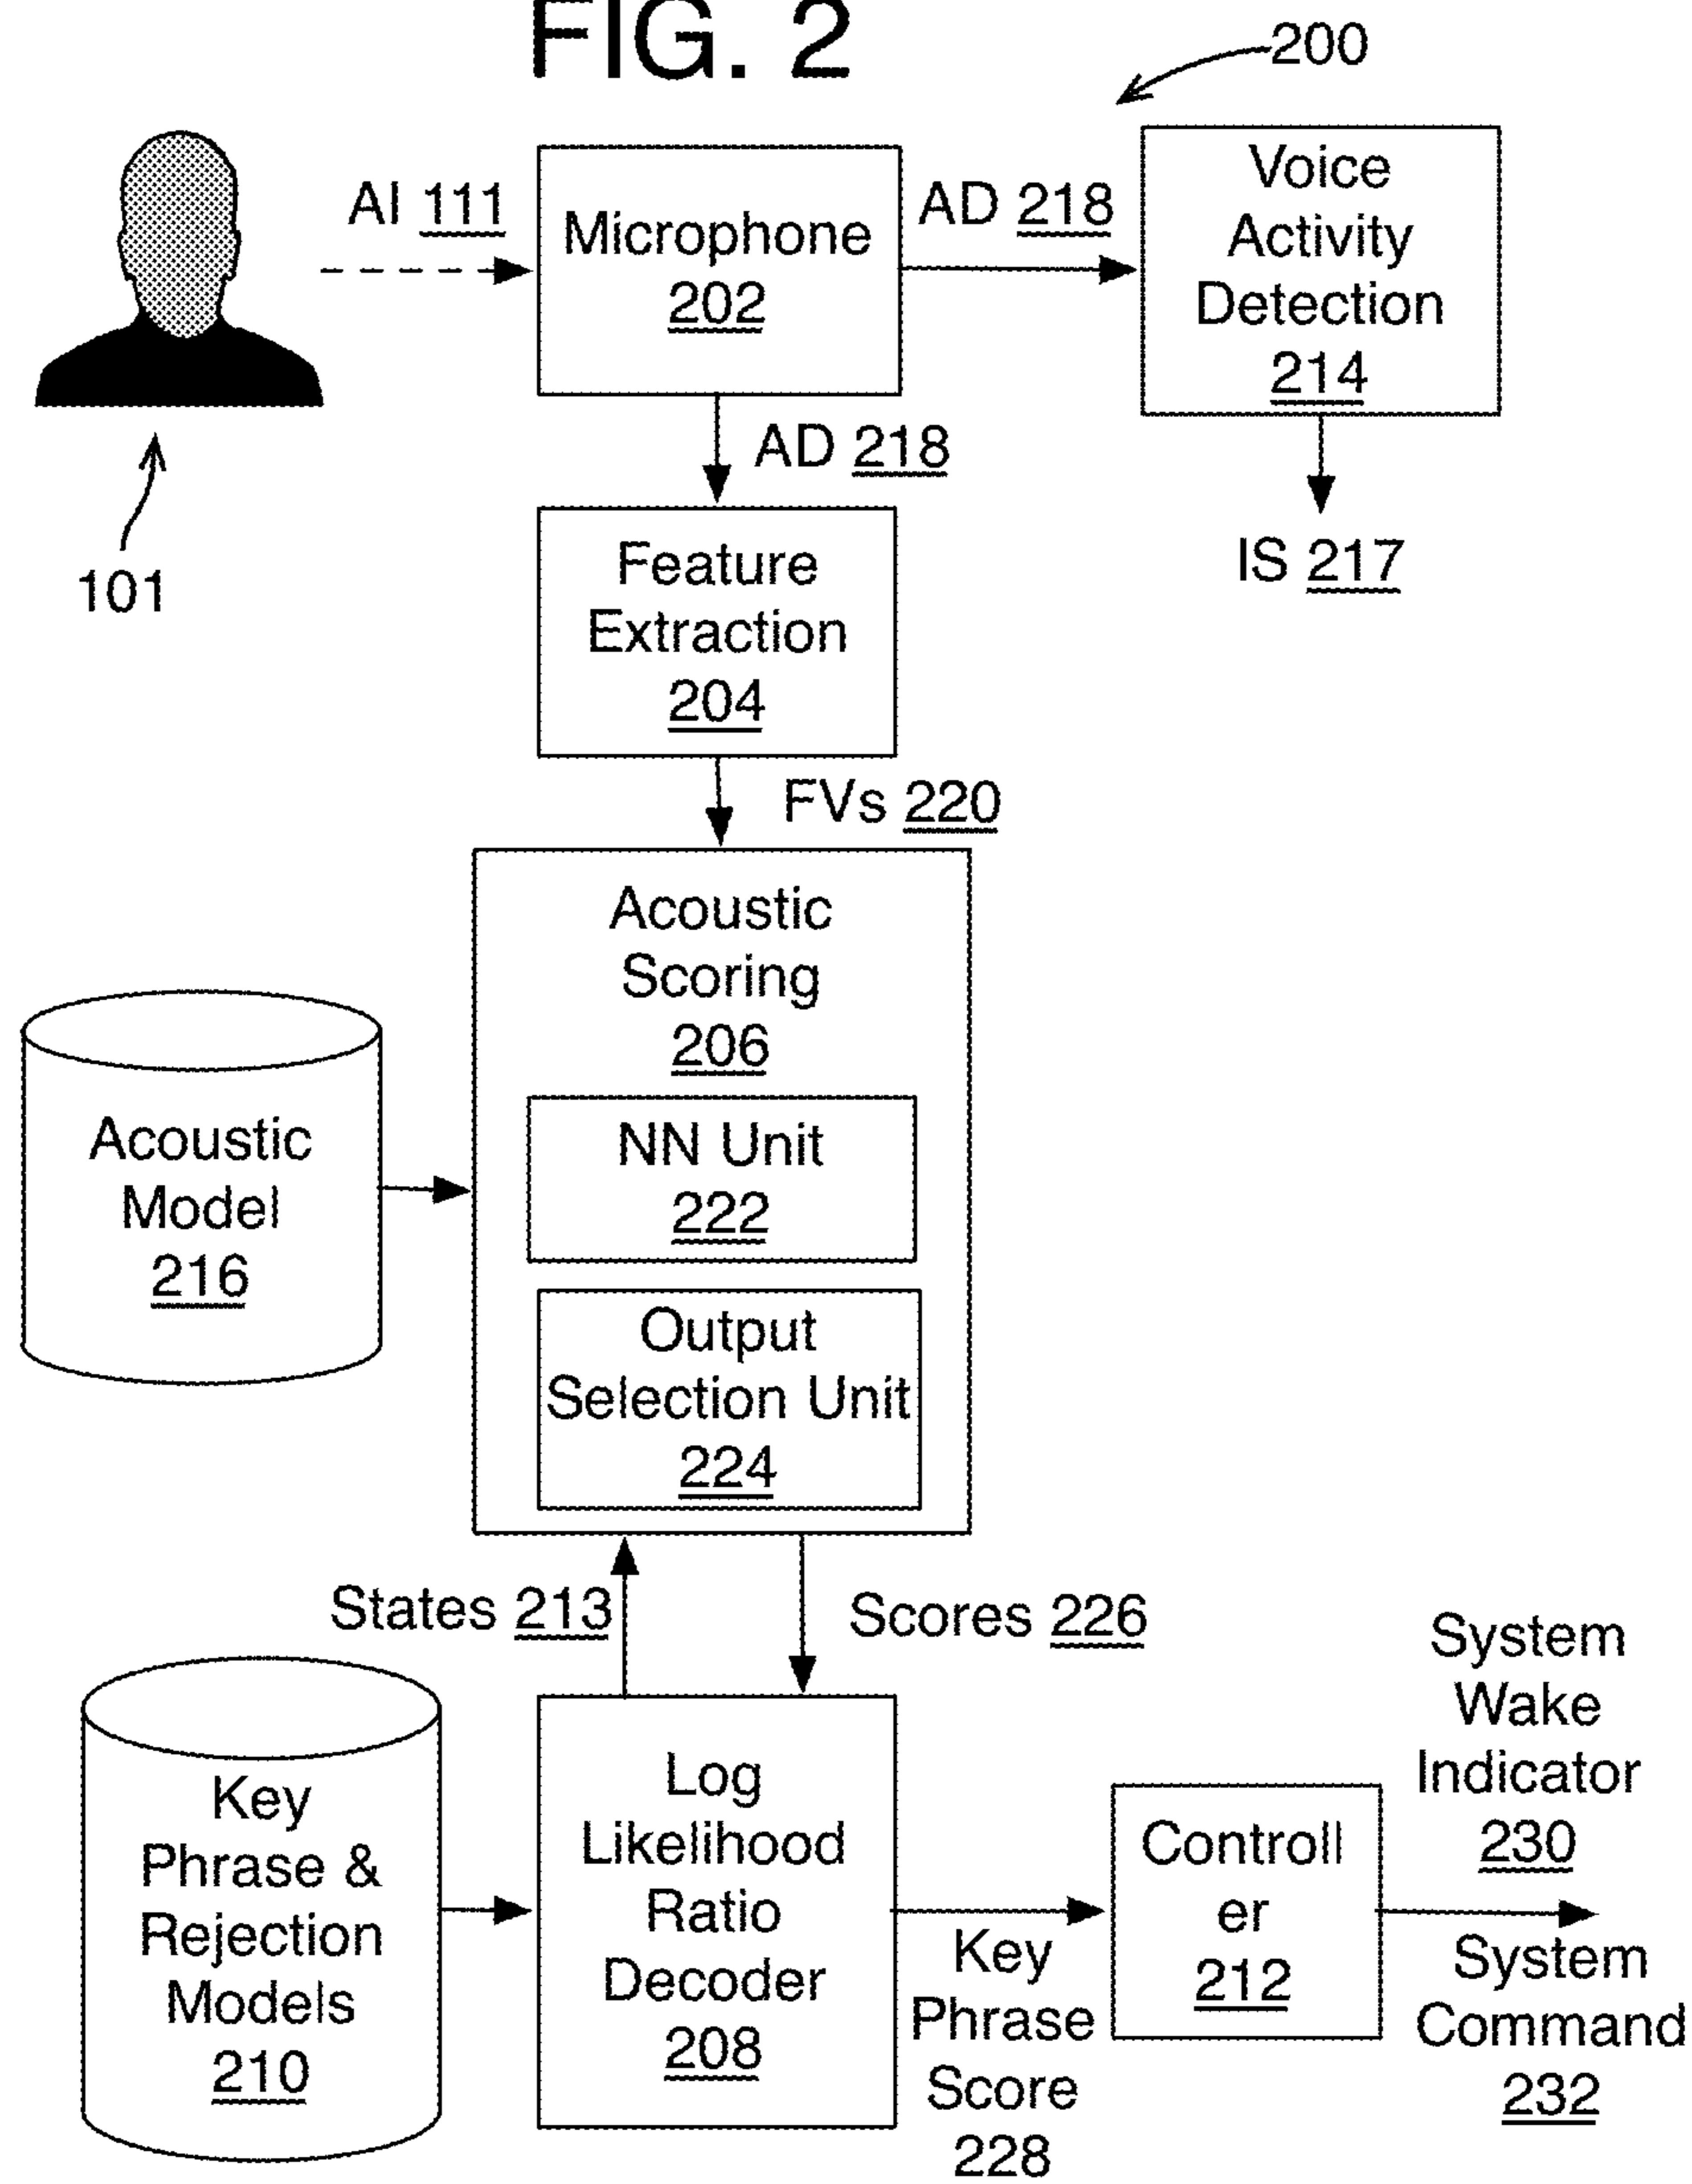 FIG. 2
200
AI 111
Microphone
202
AD 218
Voice
Activity
Detection
214
AD 218
IS 217
101
Feature
Extraction
204
FVs 220
Acoustic
Scoring
206
NN Unit
222
Output
Selection Unit
224
Acoustic
Model
216
States 213
Scores 226
Key
Phrase &
Rejection
Models
210
Log
Likelihood
Ratio
Decoder
208
Key
Phrase
Score
228
Controll
er
212
System
Wake
Indicator
230
System
Command
232